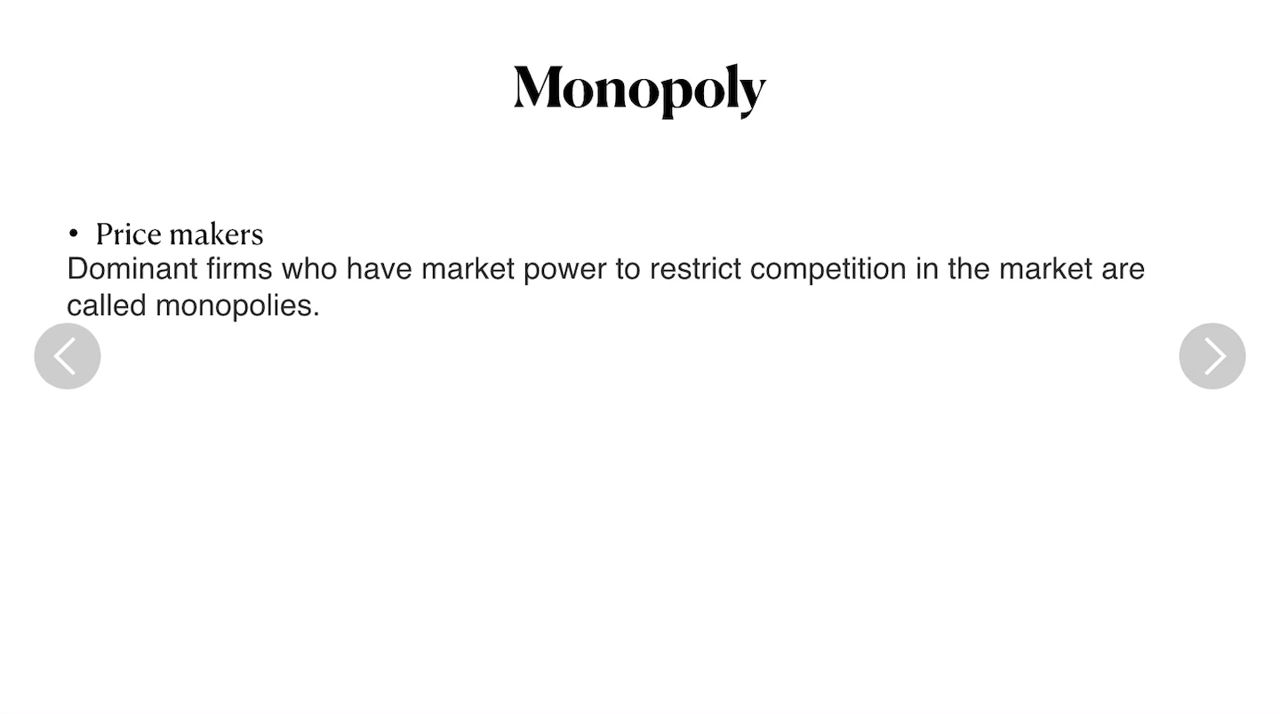 Monopoly
• Price makers
Dominant firms who have market power to restrict competition in the market are
called monopolies.